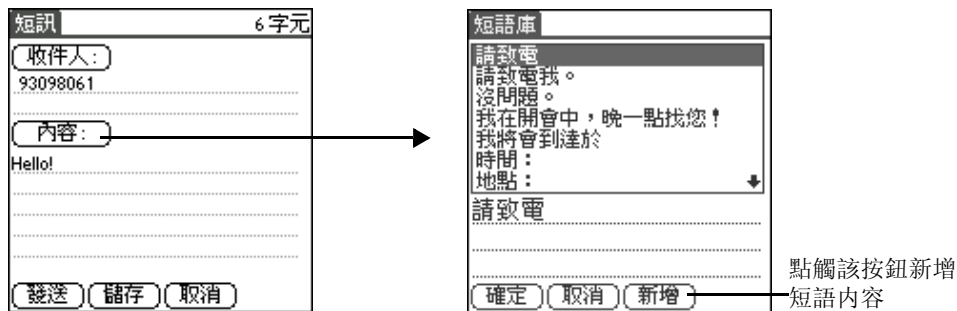 短訊 6 字元
收件人：
93098061
內容：
Hello!
發送 儲存 取消
短語庫
請致電
請致電我。
沒問題。
我在開會中，晚一點找您！
我將會到達於
時間：
地點：
請致電
確定 取消 新增
點觸該按鈕新增
短語內容